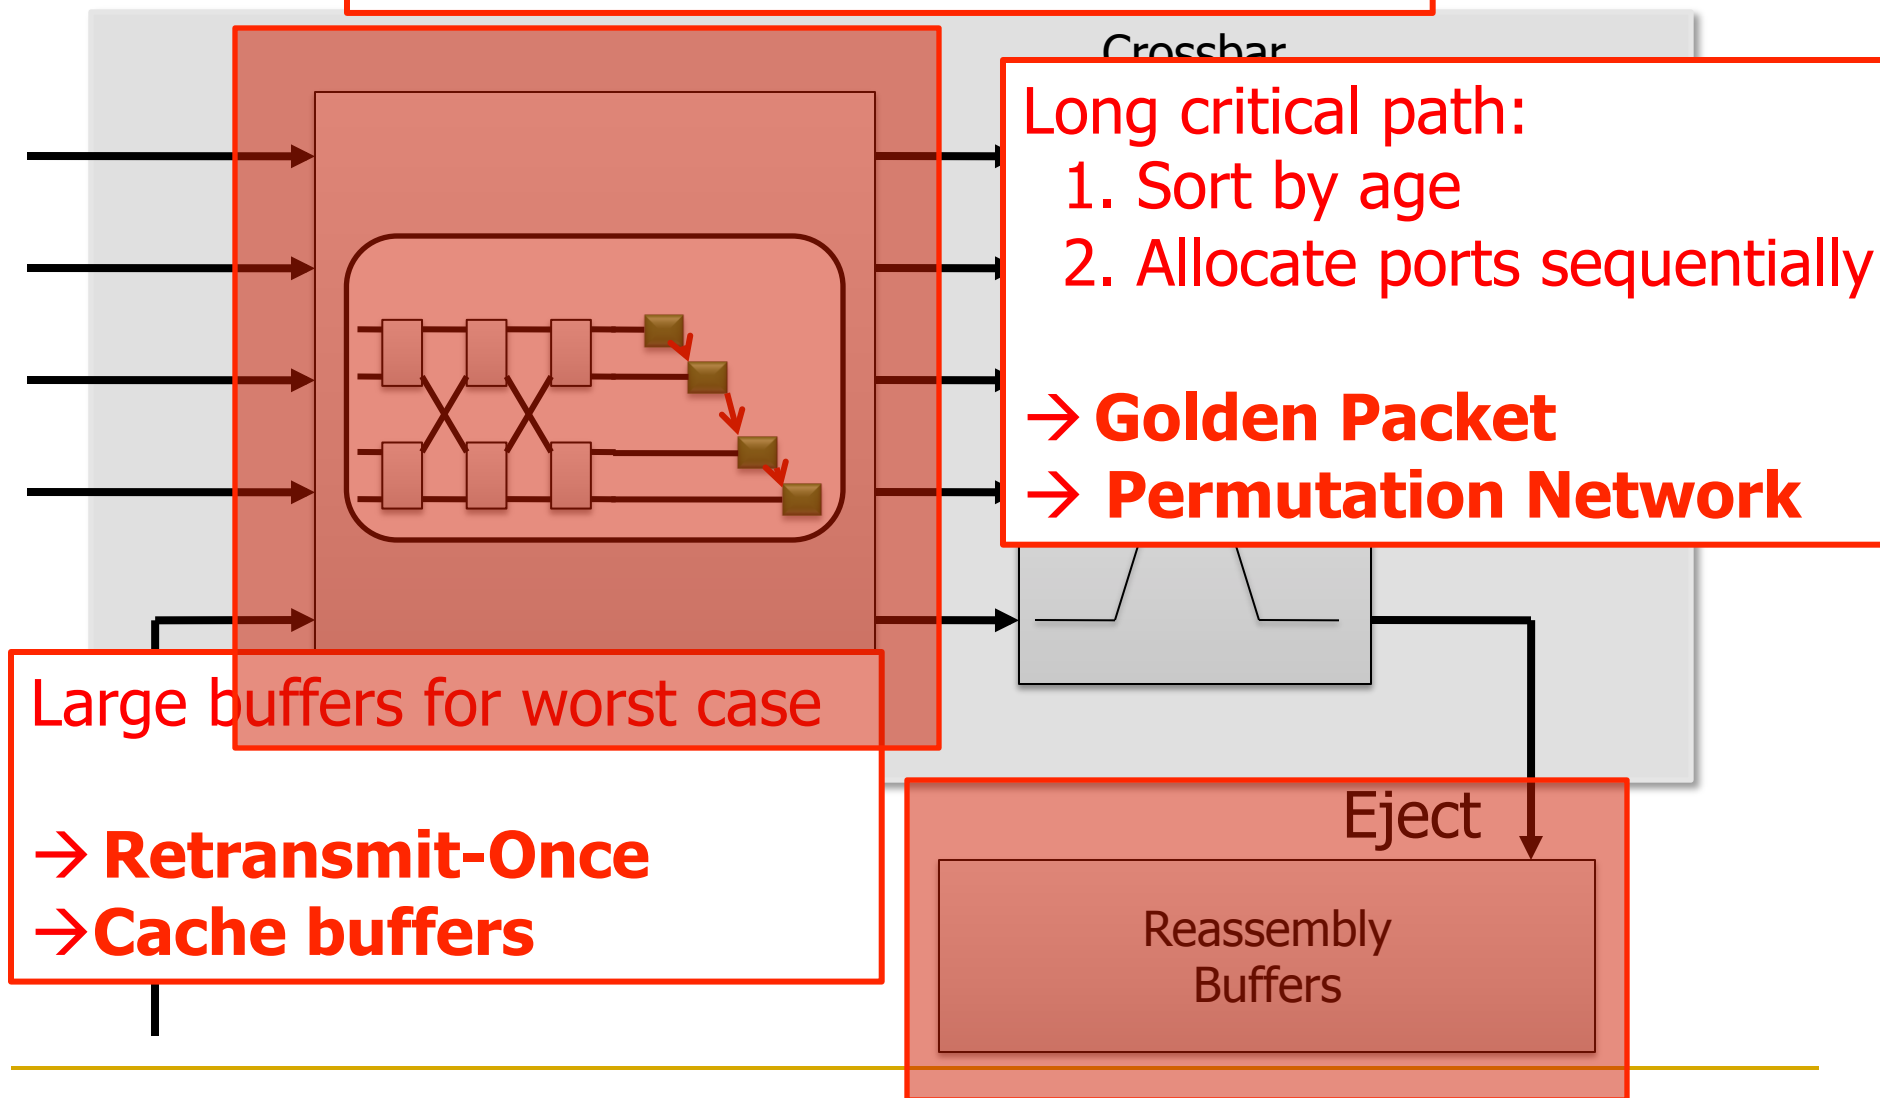 Crossbar
Long critical path:
1. Sort by age
2. Allocate ports sequentially
→ Golden Packet
→ Permutation Network
Large buffers for worst case
→ Retransmit-Once
→Cache buffers
Eject
Reassembly
Buffers